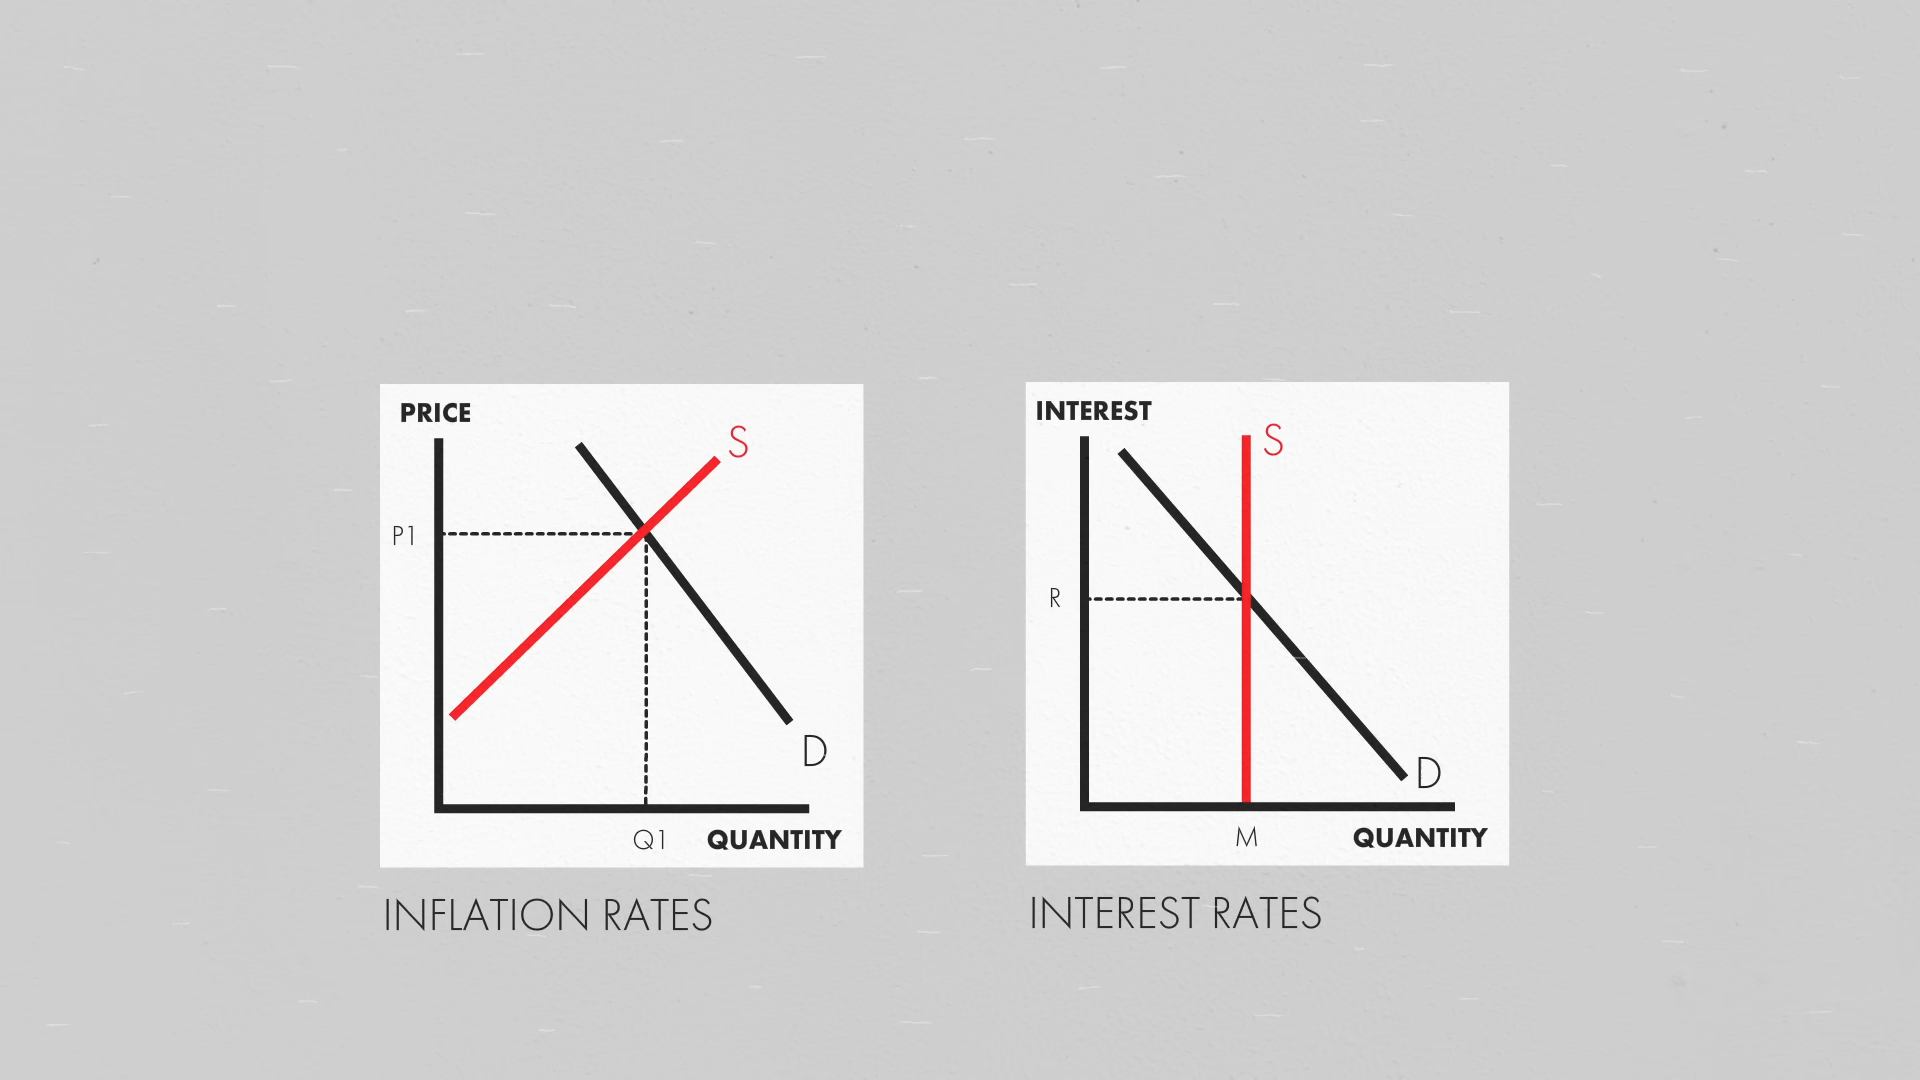 PRICE
S
P1
D
Q1
QUANTITY
INFLATION RATES
INTEREST
S
R
D
M
QUANTITY
INTEREST RATES